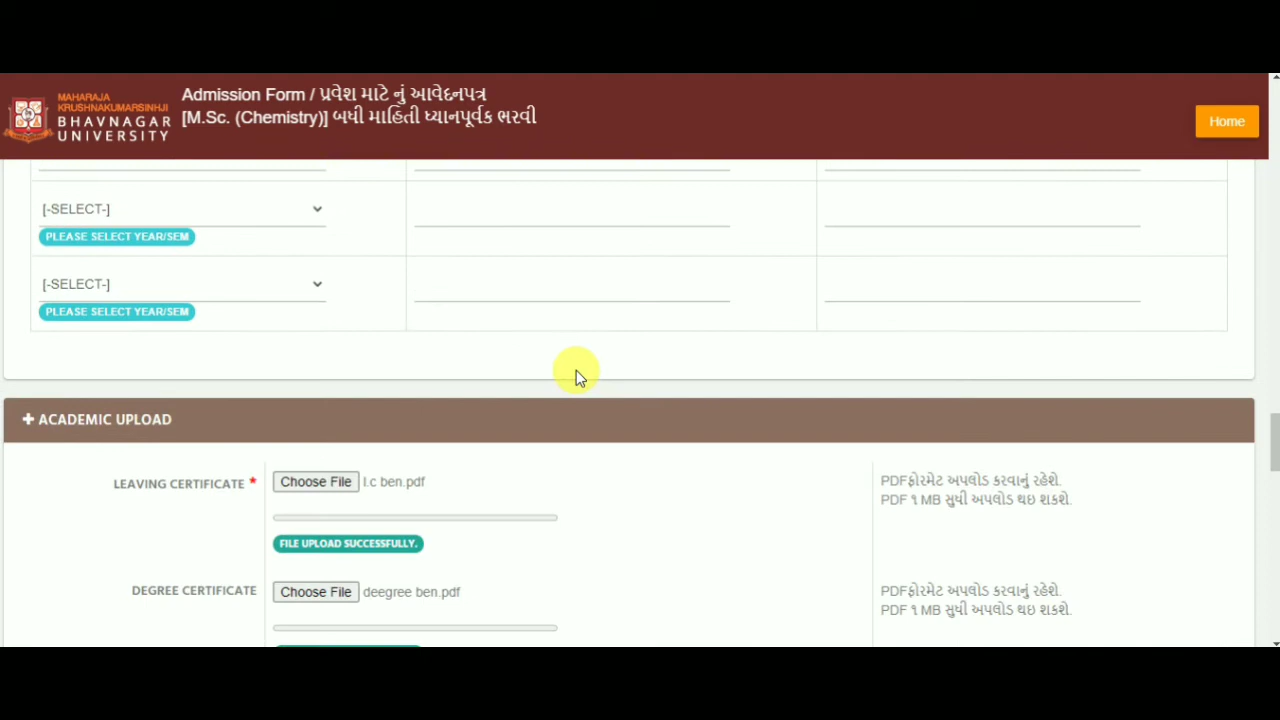 MAHARAJA
KRUSHNAKUMARSINHJI
BHAVNAGAR
UNIVERSITY
Admission Form / પ્રવેશ માટે નું આવેદનપત્ર
[M.Sc. (Chemistry)] બધી માહિતી ધ્યાનપૂર્વક ભરવી
Home
[-SELECT-]
PLEASE SELECT YEAR/SEM
[-SELECT-]
PLEASE SELECT YEAR/SEM
+ ACADEMIC UPLOAD
LEAVING CERTIFICATE * Choose File l.c ben.pdf PDFફોરમેટ અપલોડ કરવાનું રહેશે.
PDF ૧ MB સુધી અપલોડ થઇ શકશે.
FILE UPLOAD SUCCESSFULLY.
DEGREE CERTIFICATE Choose File deegree ben.pdf PDFફોરમેટ અપલોડ કરવાનું રહેશે.
PDF ૧ MB સુધી અપલોડ થઇ શકશે.